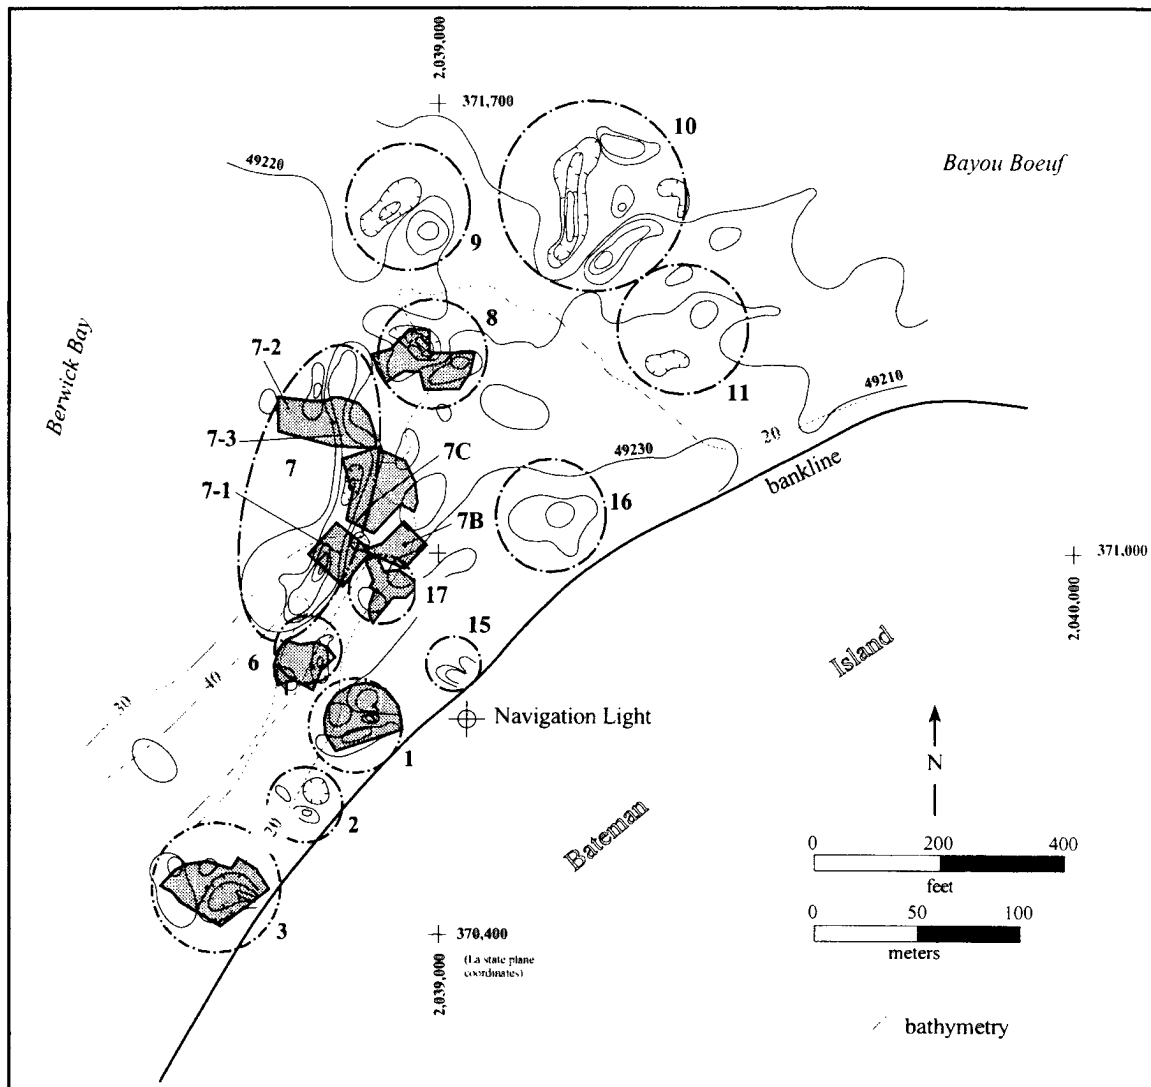 2,039,000
371,700
10
Bayou Boeuf
49220
9
8
Berwick Bay
7-2
11
49210
7-3
7
7C
49230
20
bankline
16
7-1
7B
371,000
2,040,000
17
15
6
Island
40
30
Navigation Light
N
1
Bateman
20
2
0 200 400
feet
0 50 100
meters
3
370,400
(La state plane
coordinates)
2,039,000
bathymetry